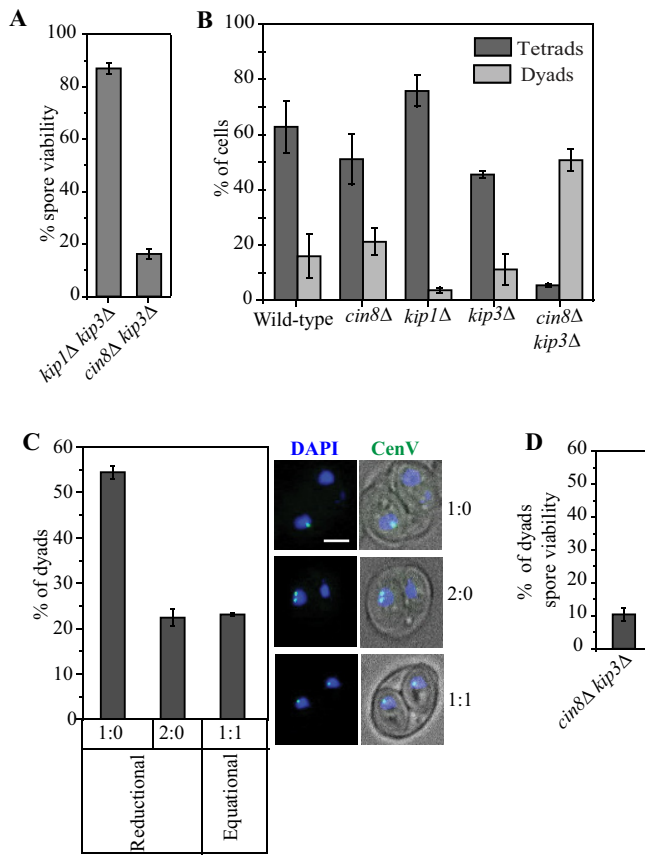 A
% spore viability
100
80
60
40
20
0
kip1Δ kip3Δ
cin8Δ kip3Δ
B
% of cells
100
80
60
40
20
0
Tetrads
Dyads
Wild-type
cin8Δ
kip1Δ
kip3Δ
cin8Δ
kip3Δ
C
% of dyads
60
50
40
30
20
10
0
1:0
2:0
1:1
Reductional
Equational
DAPI
CenV
1:0
2:0
1:1
D
% of dyads
spore viability
60
50
40
30
20
10
0
cin8Δ kip3Δ